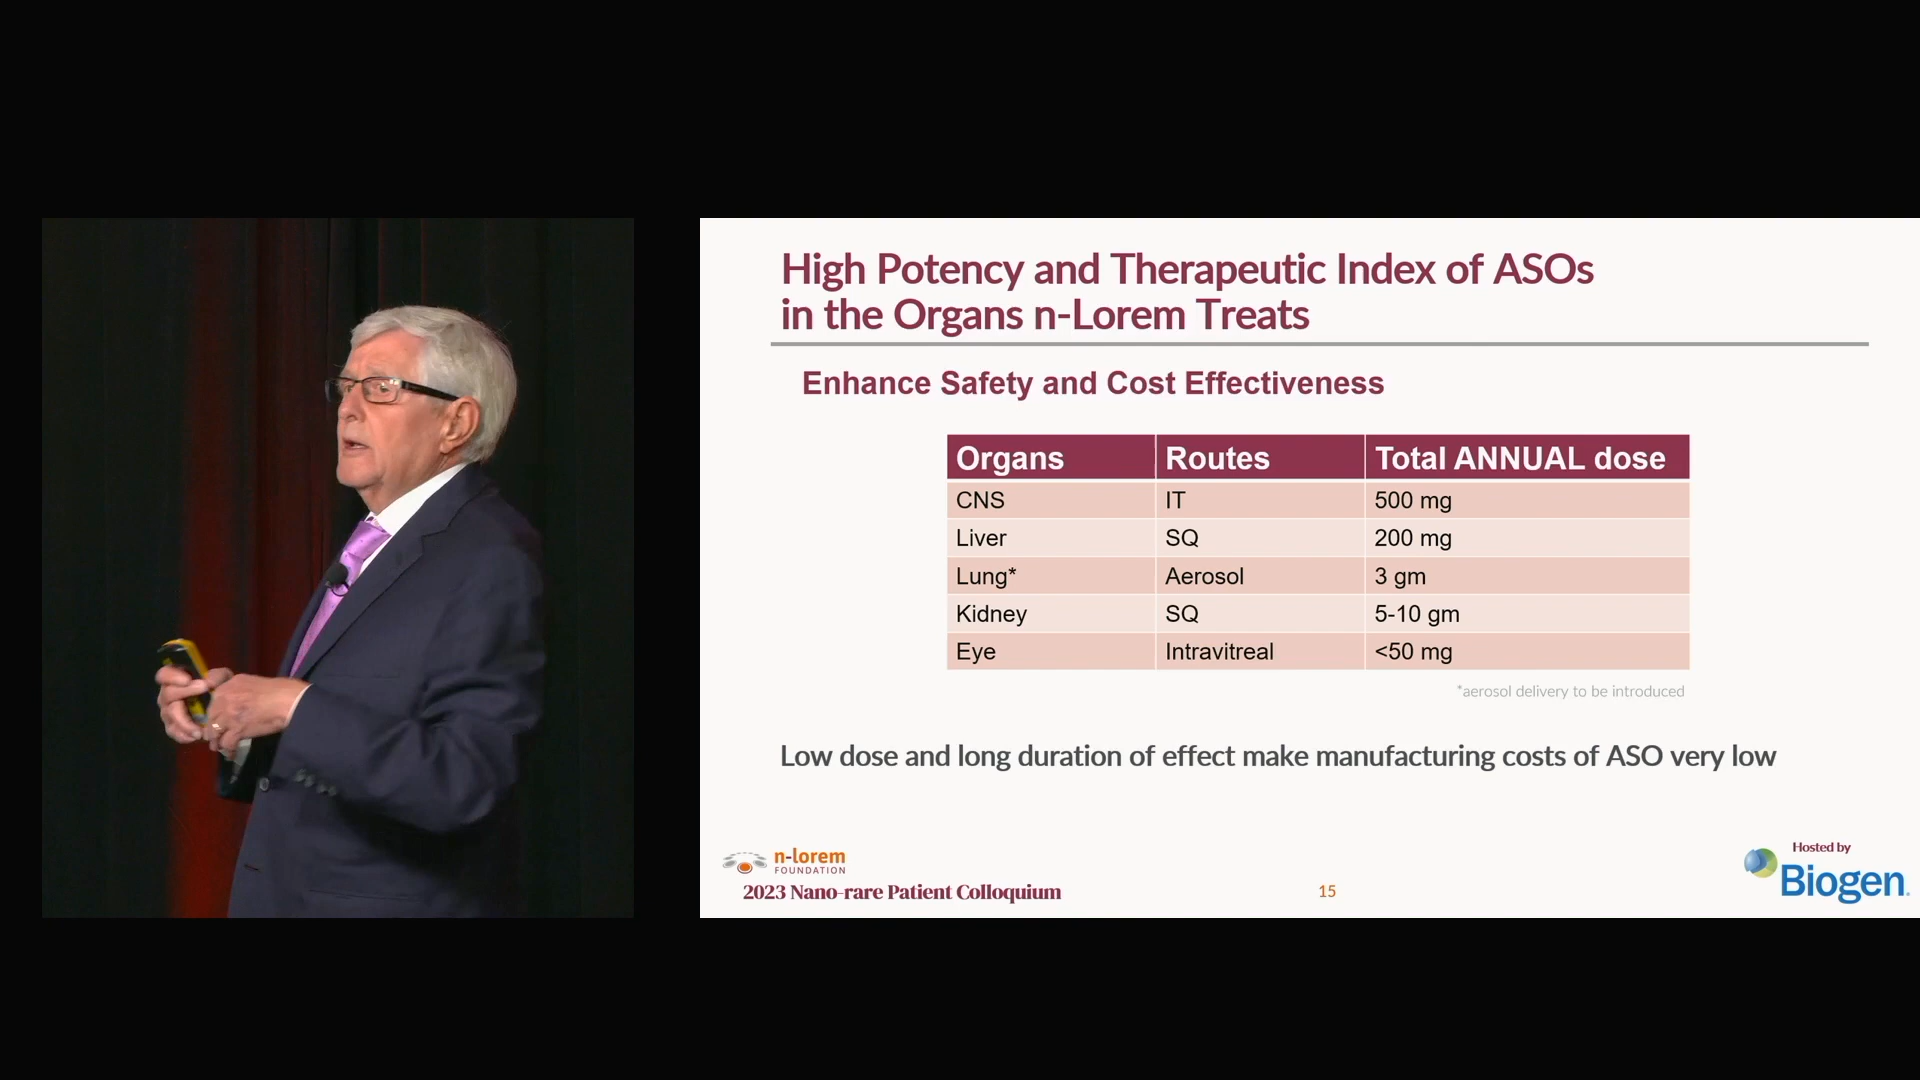 High Potency and Therapeutic Index of ASOs
in the Organs n-Lorem Treats
Enhance Safety and Cost Effectiveness
Organs Routes Total ANNUAL dose
CNS IT 500 mg
Liver SQ 200 mg
Lung* Aerosol 3 gm
Kidney SQ 5-10 gm
Eye Intravitreal <50 mg
*aerosol delivery to be introduced
Low dose and long duration of effect make manufacturing costs of ASO very low
n-lorem
FOUNDATION
2023 Nano-rare Patient Colloquium
15
Hosted by
Biogen.